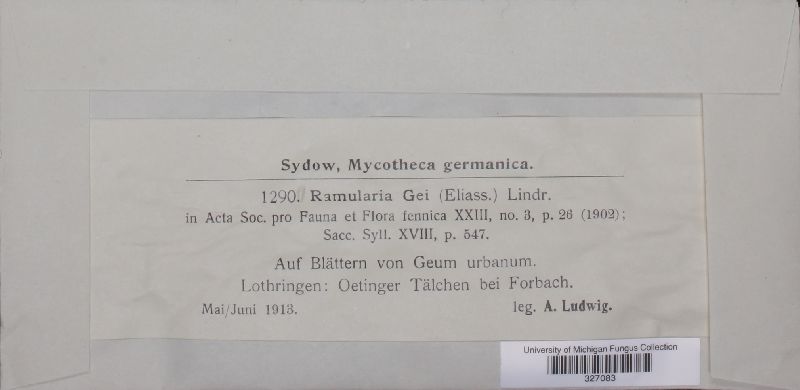 Sydow, Mycotheca germanica.
1290. Ramularia Gei (Eliass.) Lindr.
in Acta Soc. pro Fauna et Flora fennica XXIII, no. 3, p. 26 (1902);
Sacc. Syll. XVIII, p. 547.
Auf Blättern von Geum urbanum.
Lothringen: Oetinger Tälchen bei Forbach.
Mai/Juni 1913. leg. A. Ludwig.
University of Michigan Fungus Collection
327083